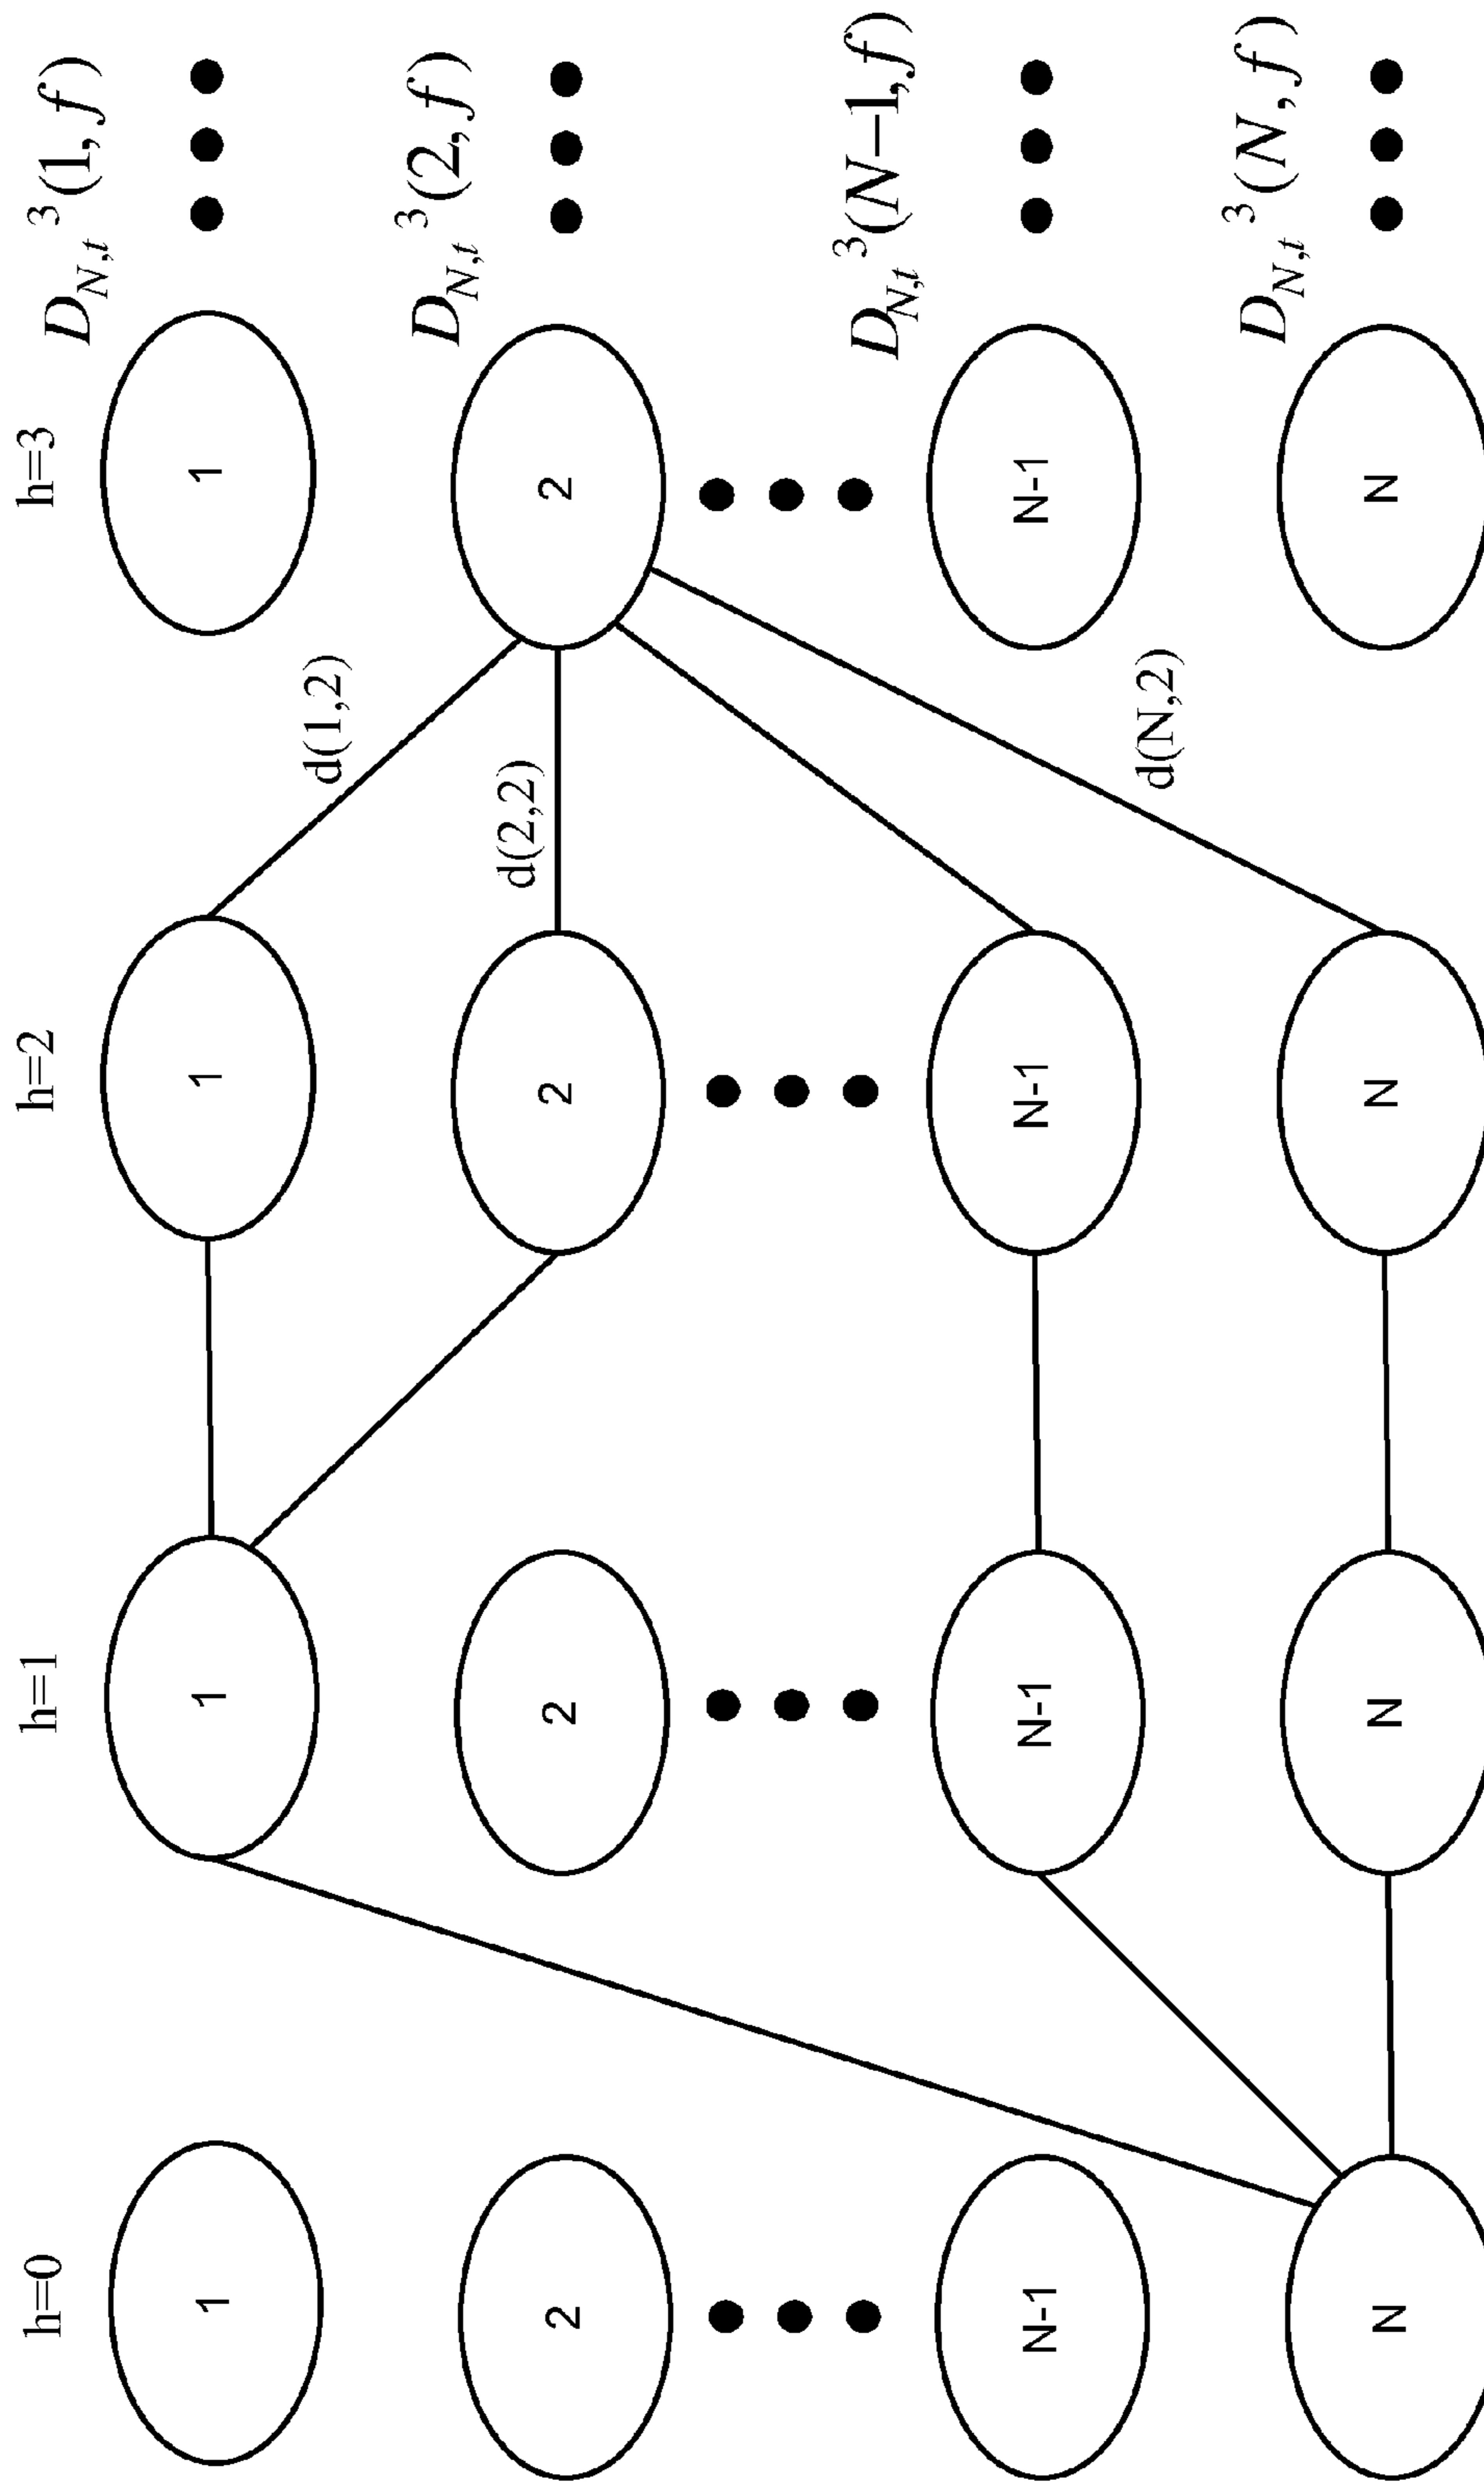 h=0 h=1 h=2 h=3
1 1 1 1 D_{N,t}^3(1,f)
d(1,2)
2 2 2 2 D_{N,t}^3(2,f)
d(2,2)
N-1 N-1 N-1 N-1 D_{N,t}^3(N−1,f)
d(N,2)
N N N N D_{N,t}^3(N,f)